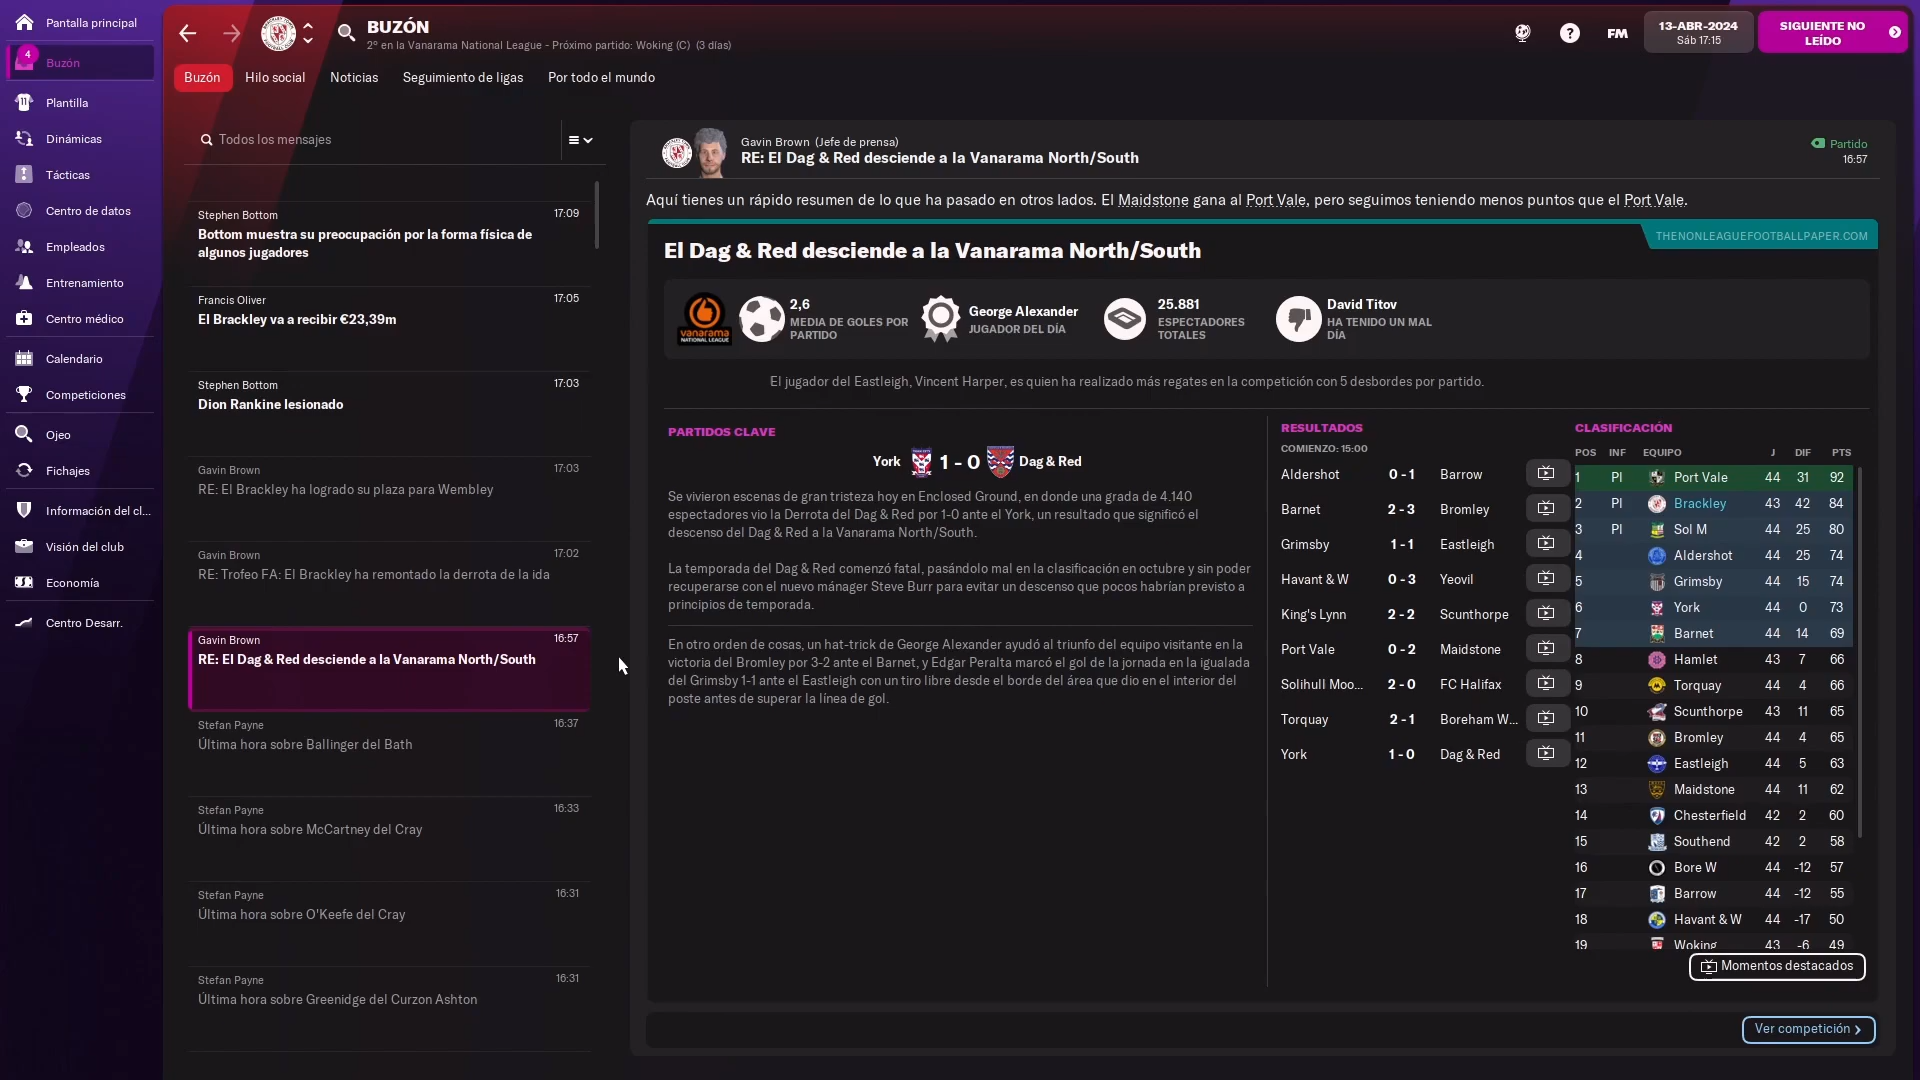 Pantalla principal
4
Buzón
Plantilla
Dinámicas
Tácticas
Centro de datos
Empleados
Entrenamiento
Centro médico
Calendario
Competiciones
Ojeo
Fichajes
Información del cl...
Visión del club
Economía
Centro Desarr.
BUZÓN
2º en la Vanarama National League - Próximo partido: Woking (C) (3 días)
FM
13-ABR-2024
Sáb 17:15
SIGUIENTE NO
LEÍDO
Buzón Hilo social Noticias Seguimiento de ligas Por todo el mundo
Todos los mensajes
Stephen Bottom 17:09
Bottom muestra su preocupación por la forma física de
algunos jugadores
Francis Oliver 17:05
El Brackley va a recibir €23,39m
Stephen Bottom 17:03
Dion Rankine lesionado
Gavin Brown 17:03
RE: El Brackley ha logrado su plaza para Wembley
Gavin Brown 17:02
RE: Trofeo FA: El Brackley ha remontado la derrota de la ida
Gavin Brown 16:57
RE: El Dag & Red desciende a la Vanarama North/South
Stefan Payne 16:37
Última hora sobre Ballinger del Bath
Stefan Payne 16:33
Última hora sobre McCartney del Cray
Stefan Payne 16:31
Última hora sobre O'Keefe del Cray
Stefan Payne 16:31
Última hora sobre Greenidge del Curzon Ashton
Gavin Brown (Jefe de prensa)
RE: El Dag & Red desciende a la Vanarama North/South
Partido
16:57
Aquí tienes un rápido resumen de lo que ha pasado en otros lados. El Maidstone gana al Port Vale, pero seguimos teniendo menos puntos que el Port Vale.
THENONLEAGUEFOOTBALLPAPER.COM
El Dag & Red desciende a la Vanarama North/South
vanarama
NATIONAL LEAGUE
2,6
MEDIA DE GOLES POR
PARTIDO
George Alexander
JUGADOR DEL DÍA
25.881
ESPECTADORES
TOTALES
David Titov
HA TENIDO UN MAL
DÍA
El jugador del Eastleigh, Vincent Harper, es quien ha realizado más regates en la competición con 5 desbordes por partido.
PARTIDOS CLAVE
York 1 - 0 Dag & Red
Se vivieron escenas de gran tristeza hoy en Enclosed Ground, en donde una grada de 4.140
espectadores vio la Derrota del Dag & Red por 1-0 ante el York, un resultado que significó el
descenso del Dag & Red a la Vanarama North/South.
La temporada del Dag & Red comenzó fatal, pasándolo mal en la clasificación en octubre y sin poder
recuperarse con el nuevo mánager Steve Burr para evitar un descenso que pocos habrían previsto a
principios de temporada.
En otro orden de cosas, un hat-trick de George Alexander ayudó al triunfo del equipo visitante en la
victoria del Bromley por 3-2 ante el Barnet, y Edgar Peralta marcó el gol de la jornada en la igualada
del Grimsby 1-1 ante el Eastleigh con un tiro libre desde el borde del área que dio en el interior del
poste antes de superar la línea de gol.
RESULTADOS
COMIENZO: 15:00
Aldershot 0 - 1 Barrow
Barnet 2 - 3 Bromley
Grimsby 1 - 1 Eastleigh
Havant & W 0 - 3 Yeovil
King's Lynn 2 - 2 Scunthorpe
Port Vale 0 - 2 Maidstone
Solihull Moo... 2 - 0 FC Halifax
Torquay 2 - 1 Boreham W...
York 1 - 0 Dag & Red
CLASIFICACIÓN
POS INF EQUIPO J DIF PTS
1 Pl Port Vale 44 31 92
2 Pl Brackley 43 42 84
3 Pl Sol M 44 25 80
4 Aldershot 44 25 74
5 Grimsby 44 15 74
6 York 44 0 73
7 Barnet 44 14 69
8 Hamlet 43 7 66
9 Torquay 44 4 66
10 Scunthorpe 43 11 65
11 Bromley 44 4 65
12 Eastleigh 44 5 63
13 Maidstone 44 11 62
14 Chesterfield 42 2 60
15 Southend 42 2 58
16 Bore W 44 -12 57
17 Barrow 44 -12 55
18 Havant & W 44 -17 50
19 Woking 43 -6 49
Momentos destacados
Ver competición